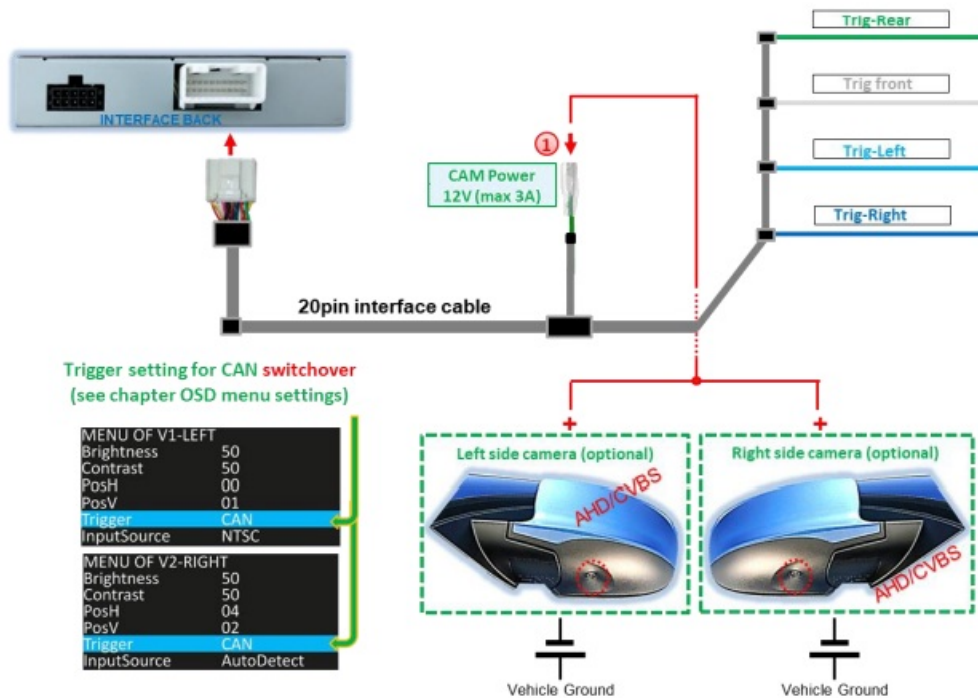 Trig-Rear
Trig front
Trig-Left
Trig-Right
INTERFACE BACK
1
CAM Power
12V (max 3A)
20pin interface cable
Trigger setting for CAN switchover
(see chapter OSD menu settings)
MENU OF V1-LEFT
Brightness 50
Contrast 50
PosH 00
PosV 01
Trigger CAN
InputSource NTSC
MENU OF V2-RIGHT
Brightness 50
Contrast 50
PosH 04
PosV 02
Trigger CAN
InputSource AutoDetect
+
+
Left side camera (optional)
AHD/CVBS
Right side camera (optional)
AHD/CVBS
Vehicle Ground
Vehicle Ground